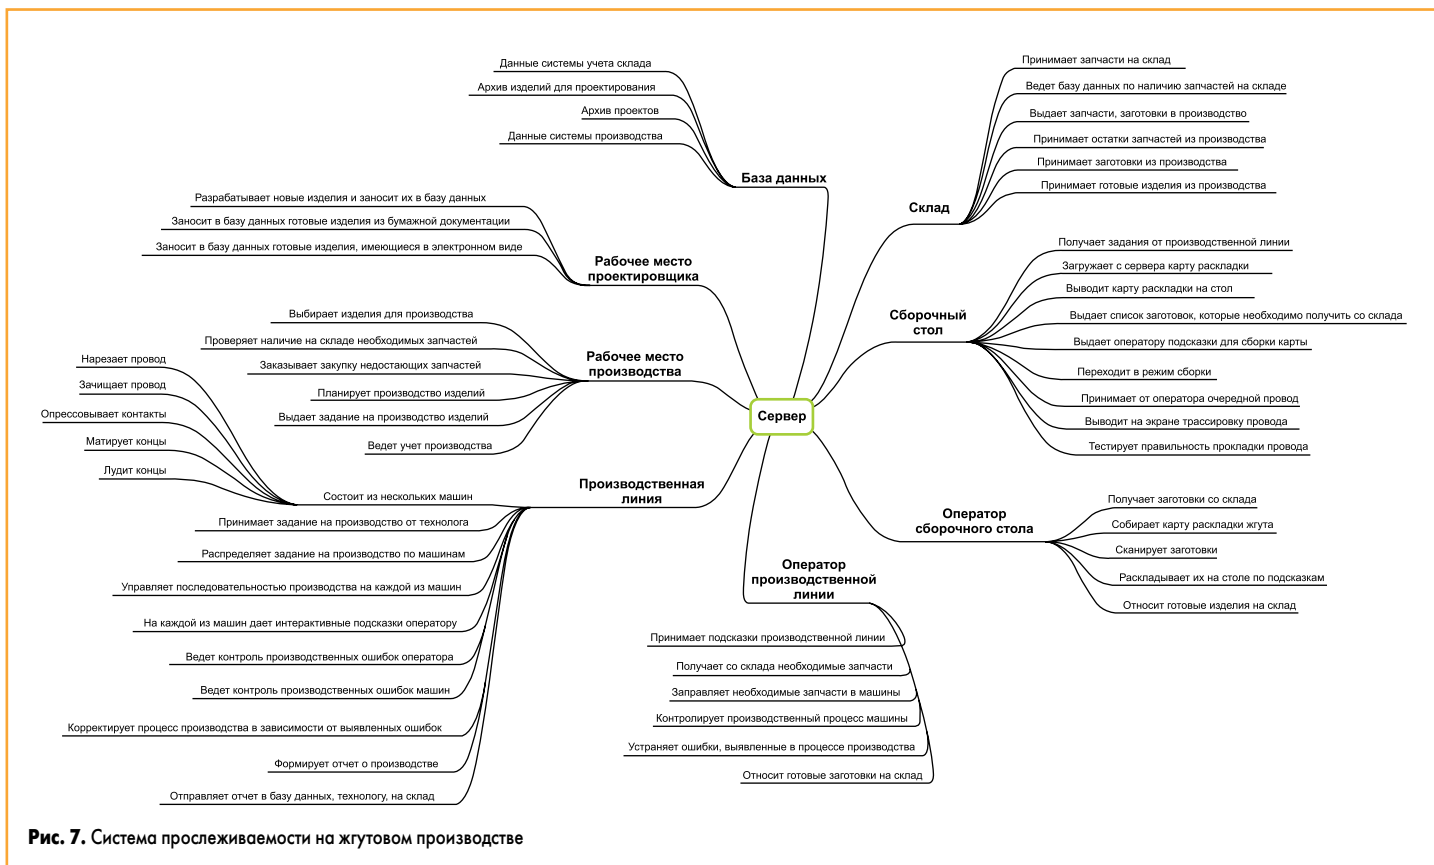 Данные системы учета склада
Архив изделий для проектирования
Архив проектов
Данные системы производства
База данных
Разрабатывает новые изделия и заносит их в базу данных
Заносит в базу данных готовые изделия из бумажной документации
Заносит в базу данных готовые изделия, имеющиеся в электронном виде
Рабочее место
проектировщика
Выбирает изделия для производства
Проверяет наличие на складе необходимых запчастей
Заказывает закупку недостающих запчастей
Планирует производство изделий
Выдает задание на производство изделий
Ведет учет производства
Рабочее место
производства
Нарезает провод
Зачищает провод
Опрессовывает контакты
Матирует концы
Лудит концы
Состоит из нескольких машин
Принимает задание на производство от технолога
Распределяет задание на производство по машинам
Управляет последовательностью производства на каждой из машин
На каждой из машин дает интерактивные подсказки оператору
Ведет контроль производственных ошибок оператора
Ведет контроль производственных ошибок машин
Корректирует процесс производства в зависимости от выявленных ошибок
Формирует отчет о производстве
Отправляет отчет в базу данных, технологу, на склад
Производственная
линия
Сервер
Принимает запчасти на склад
Ведет базу данных по наличию запчастей на складе
Выдает запчасти, заготовки в производство
Принимает остатки запчастей из производства
Принимает заготовки из производства
Принимает готовые изделия из производства
Склад
Получает задания от производственной линии
Загружает с сервера карту раскладки
Выводит карту раскладки на стол
Выдает список заготовок, которые необходимо получить со склада
Выдает оператору подсказки для сборки карты
Переходит в режим сборки
Принимает от оператора очередной провод
Выводит на экране трассировку провода
Тестирует правильность прокладки провода
Сборочный
стол
Получает заготовки со склада
Собирает карту раскладки жгута
Сканирует заготовки
Раскладывает их на столе по подсказкам
Относит готовые изделия на склад
Оператор
сборочного стола
Оператор
производственной
линии
Принимает подсказки производственной линии
Получает со склада необходимые запчасти
Заправляет необходимые запчасти в машины
Контролирует производственный процесс машины
Устраняет ошибки, выявленные в процессе производства
Относит готовые заготовки на склад
Рис. 7. Система прослеживаемости на жгутовом производстве